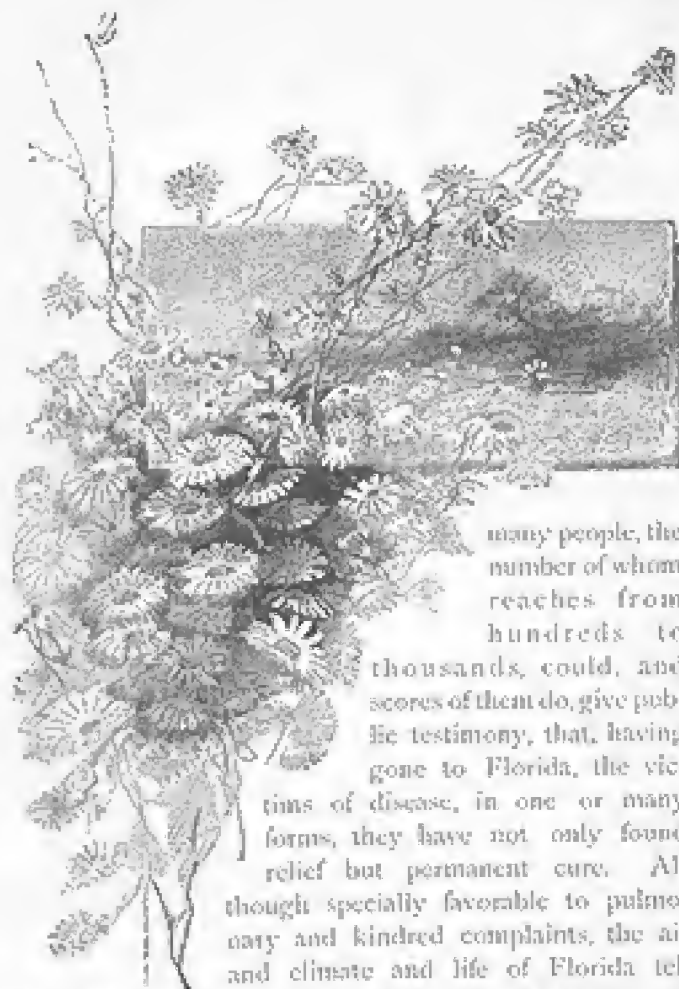 many people, the
number of whom
reaches from
hundreds to
thousands, could, and
scores of them do, give pub-
lic testimony, that, having
gone to Florida, the vic-
tims of disease, in one or many
forms, they have not only found
relief but permanent cure. Al
though specially favorable to pulmo
nary and kindred complaints, the ai
and climate and life of Florida tel